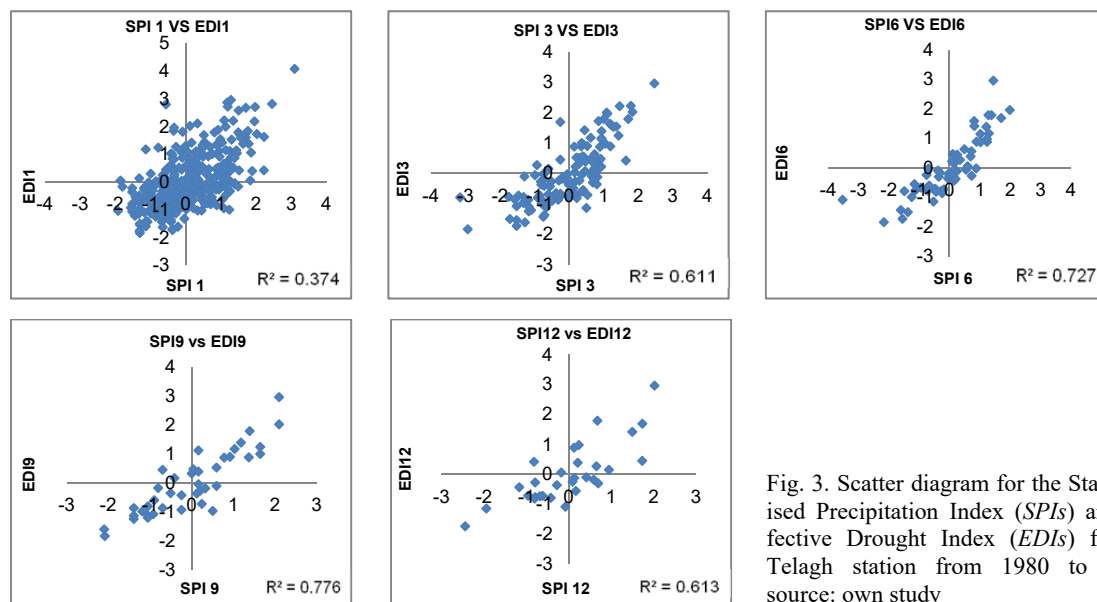 SPI 1 VS EDI1
5
4
3
2
1
0
-1
-2
-3
-4 -3 -2 -1 0 1 2 3 4
EDI1
SPI 1
R² = 0.374
SPI 3 VS EDI3
4
3
2
1
0
-1
-2
-3
-4 -3 -2 -1 0 1 2 3 4
EDI3
SPI 3
R² = 0.611
SPI6 VS EDI6
4
3
2
1
0
-1
-2
-3
-4 -3 -2 -1 0 1 2 3 4
EDI6
SPI 6
R² = 0.727
SPI9 vs EDI9
4
3
2
1
0
-1
-2
-3
-3 -2 -1 0 1 2 3
EDI9
SPI 9
R² = 0.776
SPI12 vs EDI12
4
3
2
1
0
-1
-2
-3
-3 -2 -1 0 1 2 3
EDI12
SPI 12
R² = 0.613
Fig. 3. Scatter diagram for the Sta
ised Precipitation Index (SPIs) a
fective Drought Index (EDIs) f
Telagh station from 1980 to
source: own study